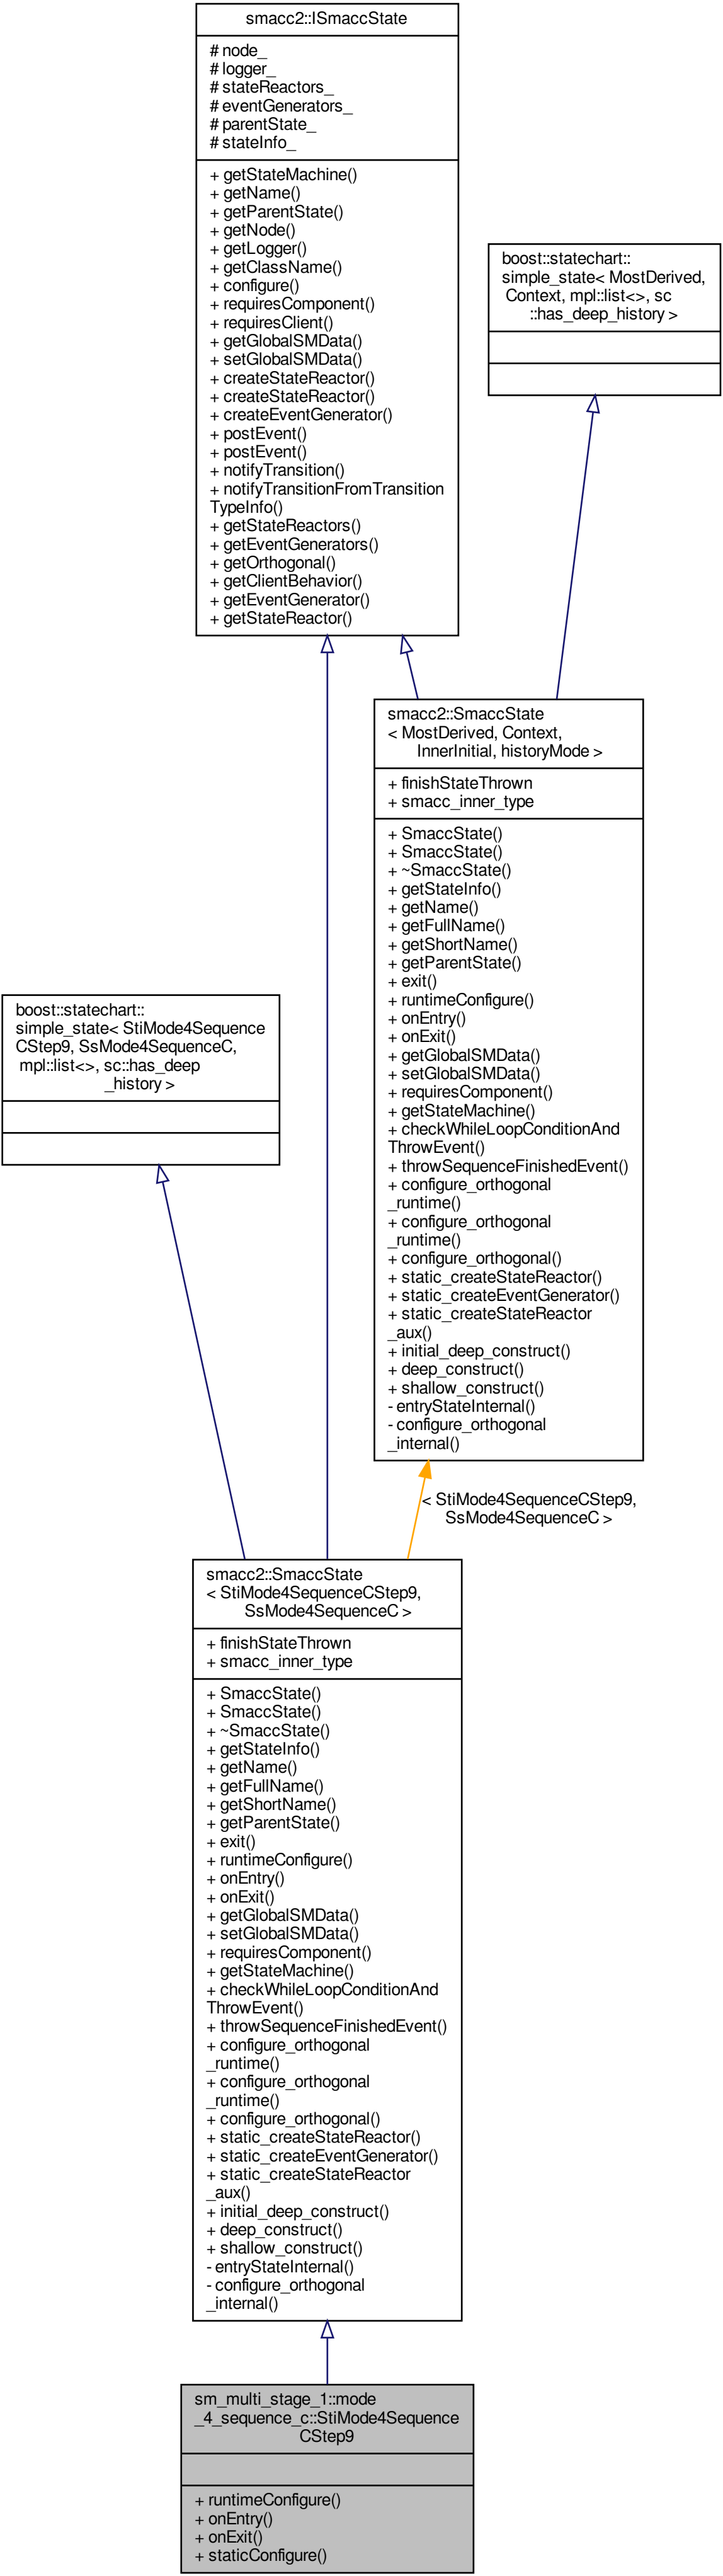 smacc2::ISmaccState
# node_
# logger_
# stateReactors_
# eventGenerators_
# parentState_
# stateInfo_
+ getStateMachine()
+ getName()
+ getParentState()
+ getNode()
+ getLogger()
+ getClassName()
+ configure()
+ requiresComponent()
+ requiresClient()
+ getGlobalSMData()
+ setGlobalSMData()
+ createStateReactor()
+ createStateReactor()
+ createEventGenerator()
+ postEvent()
+ postEvent()
+ notifyTransition()
+ notifyTransitionFromTransition
TypeInfo()
+ getStateReactors()
+ getEventGenerators()
+ getOrthogonal()
+ getClientBehavior()
+ getEventGenerator()
+ getStateReactor()
boost::statechart::
simple_state< MostDerived,
Context, mpl::list<>, sc
::has_deep_history >
smacc2::SmaccState
< MostDerived, Context,
InnerInitial, historyMode >
+ finishStateThrown
+ smacc_inner_type
+ SmaccState()
+ SmaccState()
+ ~SmaccState()
+ getStateInfo()
+ getName()
+ getFullName()
+ getShortName()
+ getParentState()
+ exit()
+ runtimeConfigure()
+ onEntry()
+ onExit()
+ getGlobalSMData()
+ setGlobalSMData()
+ requiresComponent()
+ getStateMachine()
+ checkWhileLoopConditionAnd
ThrowEvent()
+ throwSequenceFinishedEvent()
+ configure_orthogonal
_runtime()
+ configure_orthogonal
_runtime()
+ configure_orthogonal()
+ static_createStateReactor()
+ static_createEventGenerator()
+ static_createStateReactor
_aux()
+ initial_deep_construct()
+ deep_construct()
+ shallow_construct()
- entryStateInternal()
- configure_orthogonal
_internal()
boost::statechart::
simple_state< StiMode4Sequence
CStep9, SsMode4SequenceC,
mpl::list<>, sc::has_deep
_history >
< StiMode4SequenceCStep9,
SsMode4SequenceC >
smacc2::SmaccState
< StiMode4SequenceCStep9,
SsMode4SequenceC >
+ finishStateThrown
+ smacc_inner_type
+ SmaccState()
+ SmaccState()
+ ~SmaccState()
+ getStateInfo()
+ getName()
+ getFullName()
+ getShortName()
+ getParentState()
+ exit()
+ runtimeConfigure()
+ onEntry()
+ onExit()
+ getGlobalSMData()
+ setGlobalSMData()
+ requiresComponent()
+ getStateMachine()
+ checkWhileLoopConditionAnd
ThrowEvent()
+ throwSequenceFinishedEvent()
+ configure_orthogonal
_runtime()
+ configure_orthogonal
_runtime()
+ configure_orthogonal()
+ static_createStateReactor()
+ static_createEventGenerator()
+ static_createStateReactor
_aux()
+ initial_deep_construct()
+ deep_construct()
+ shallow_construct()
- entryStateInternal()
- configure_orthogonal
_internal()
sm_multi_stage_1::mode
_4_sequence_c::StiMode4Sequence
CStep9
+ runtimeConfigure()
+ onEntry()
+ onExit()
+ staticConfigure()